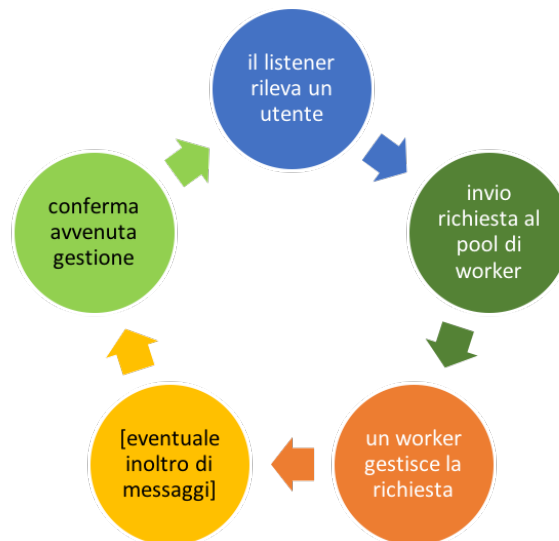 il listener
rileva un
utente
invio
richiesta al
pool di
worker
un worker
gestisce la
richiesta
[eventuale
inoltro di
messaggi]
conferma
avvenuta
gestione